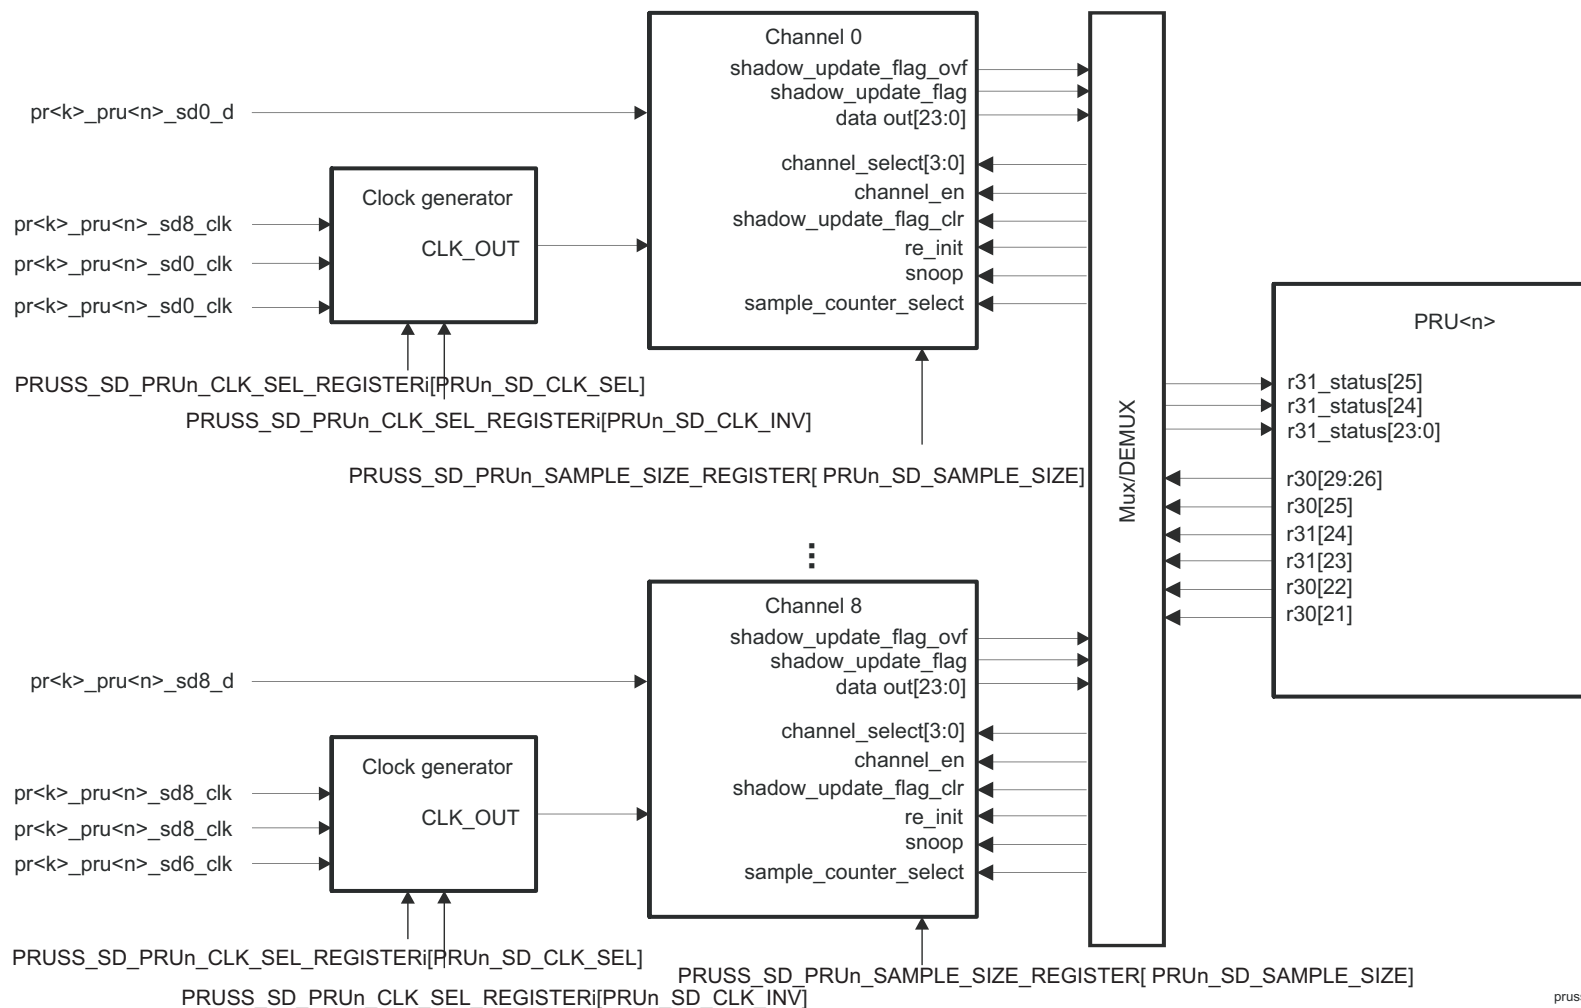 Channel 0
shadow_update_flag_ovf
shadow_update_flag
data out[23:0]
pr<k>_pru<n>_sd0_d
channel_select[3:0]
channel_en
shadow_update_flag_clr
re_init
snoop
sample_counter_select
Clock generator
CLK_OUT
pr<k>_pru<n>_sd8_clk
pr<k>_pru<n>_sd0_clk
pr<k>_pru<n>_sd0_clk
PRUSS_SD_PRUn_CLK_SEL_REGISTERi[PRUn_SD_CLK_SEL]
PRUSS_SD_PRUn_CLK_SEL_REGISTERi[PRUn_SD_CLK_INV]
PRUSS_SD_PRUn_SAMPLE_SIZE_REGISTER[ PRUn_SD_SAMPLE_SIZE]
Mux/DEMUX
PRU<n>
r31_status[25]
r31_status[24]
r31_status[23:0]
r30[29:26]
r30[25]
r31[24]
r31[23]
r30[22]
r30[21]
Channel 8
shadow_update_flag_ovf
shadow_update_flag
data out[23:0]
pr<k>_pru<n>_sd8_d
channel_select[3:0]
channel_en
shadow_update_flag_clr
re_init
snoop
sample_counter_select
Clock generator
CLK_OUT
pr<k>_pru<n>_sd8_clk
pr<k>_pru<n>_sd8_clk
pr<k>_pru<n>_sd6_clk
PRUSS_SD_PRUn_CLK_SEL_REGISTERi[PRUn_SD_CLK_SEL]
PRUSS_SD_PRUn_CLK_SEL_REGISTERi[PRUn_SD_CLK_INV]
PRUSS_SD_PRUn_SAMPLE_SIZE_REGISTER[ PRUn_SD_SAMPLE_SIZE]